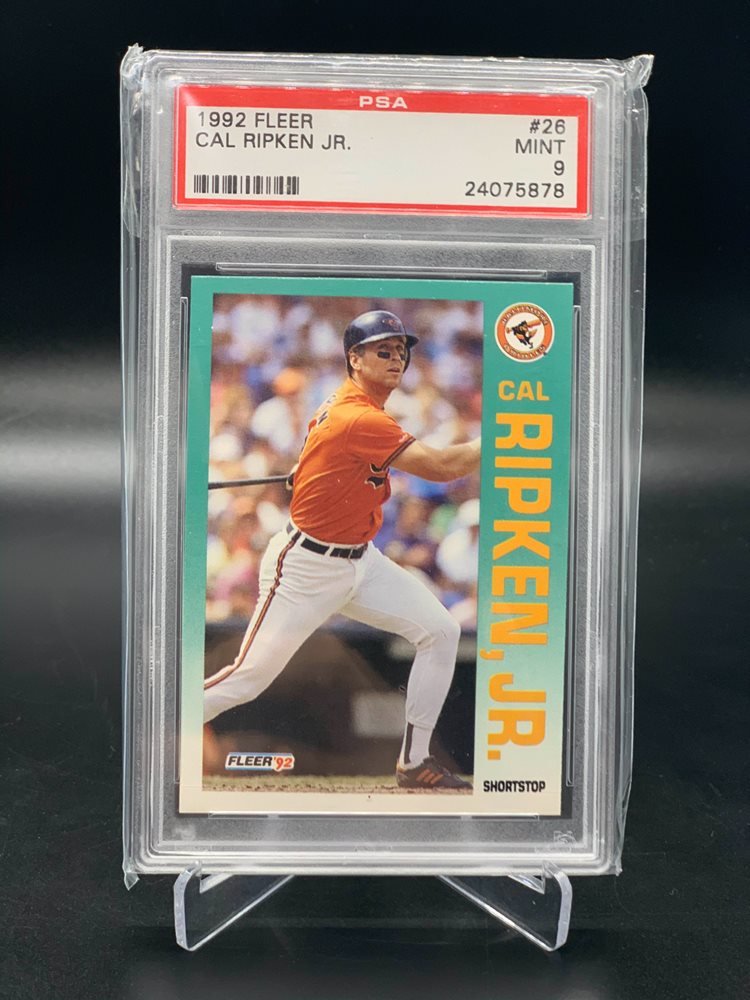 PSA
1992 FLEER #26
CAL RIPKEN JR. MINT
9
24075878
CAL
RIPKEN, JR.
FLEER '92
SHORTSTOP